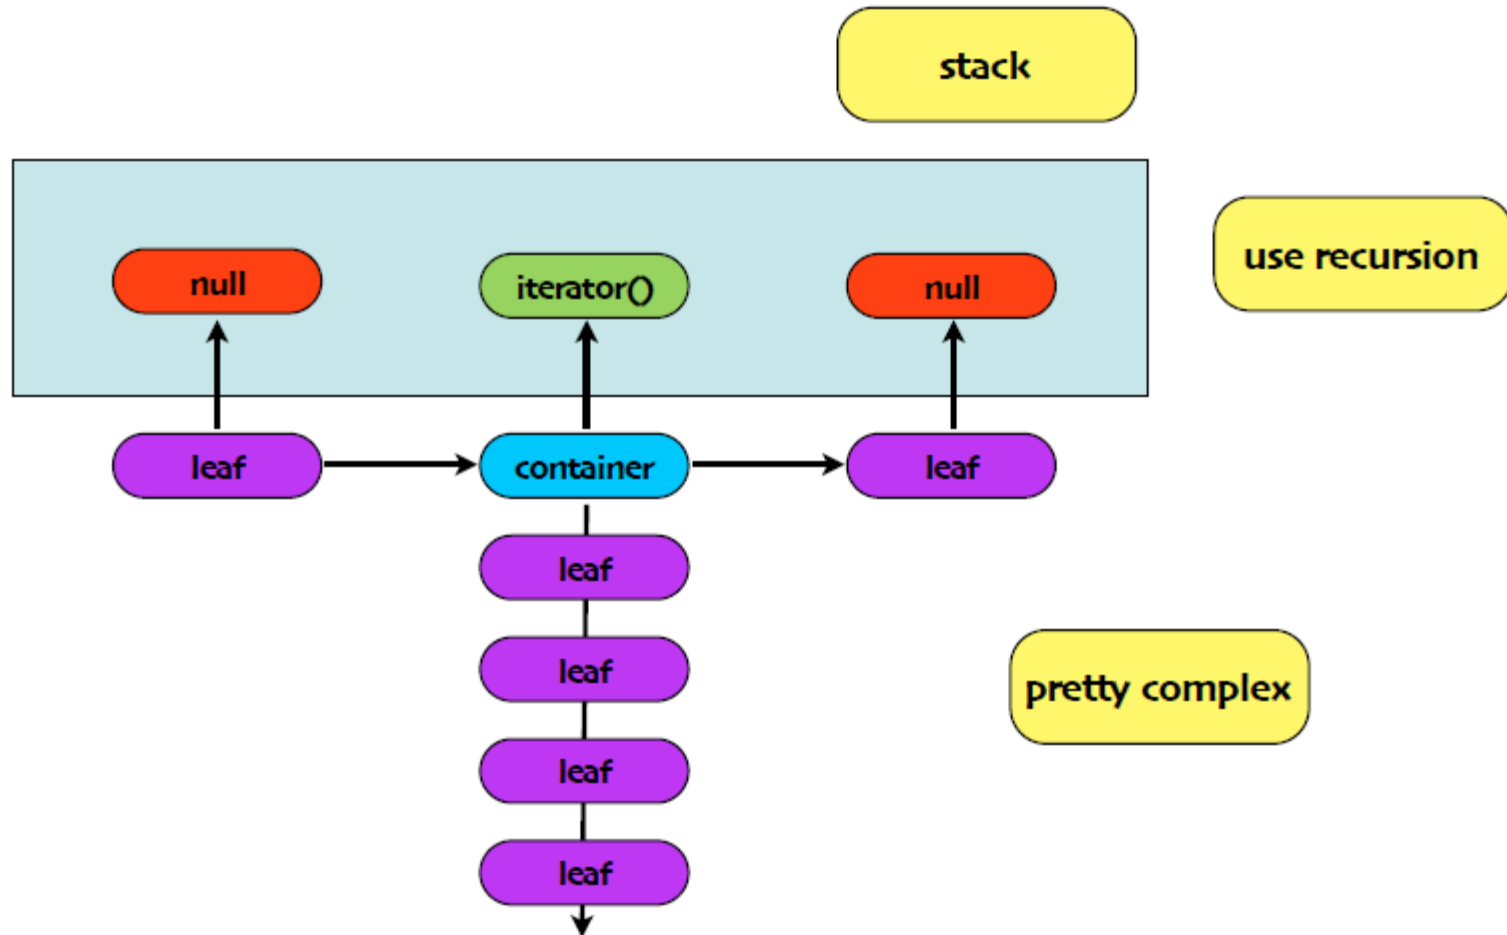 stack
use recursion
null
iterator()
null
leaf
container
leaf
leaf
leaf
pretty complex
leaf
leaf